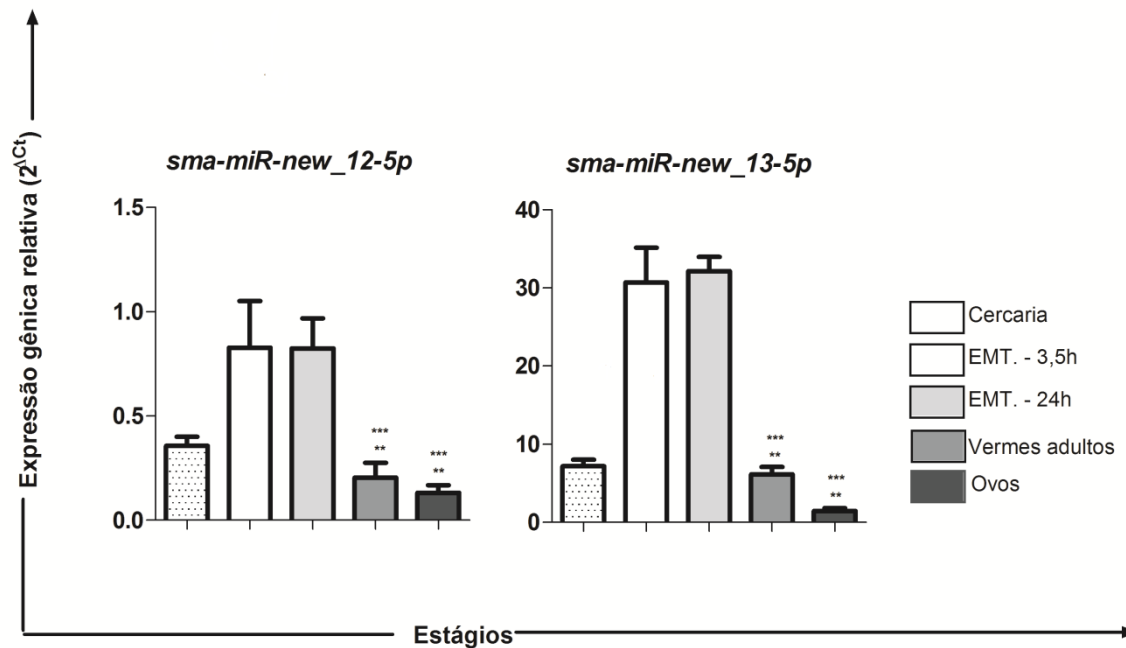 Expressão gênica relativa (2^ΔCt)
sma-miR-new_12-5p
1.5
1.0
0.5
0.0
***
**
***
**
sma-miR-new_13-5p
40
30
20
10
0
***
**
***
**
Cercaria
EMT. - 3,5h
EMT. - 24h
Vermes adultos
Ovos
Estágios